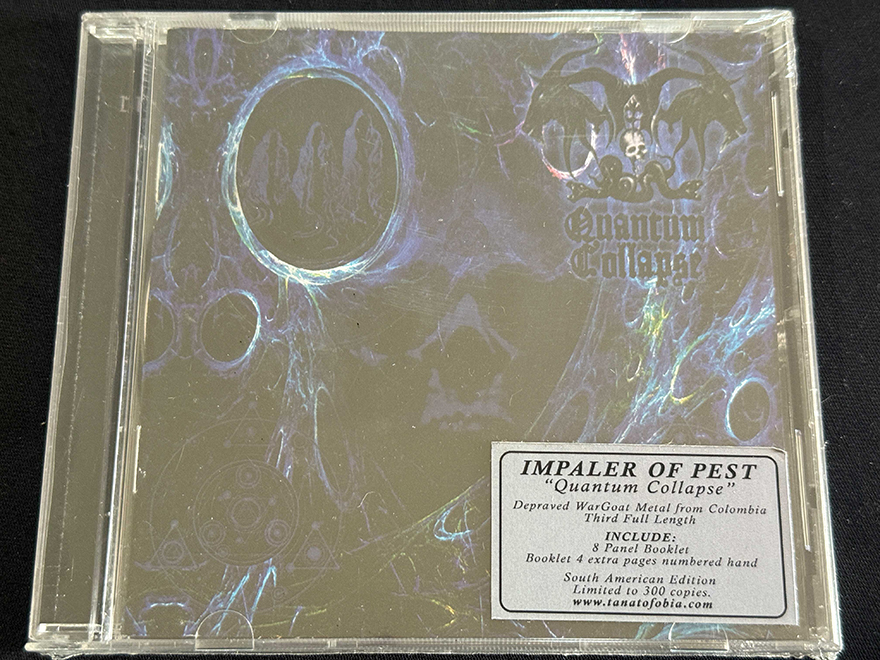 Quantum
Collapse
IMPALER OF PEST
“Quantum Collapse”
Depraved WarGoat Metal from Colombia
Third Full Length
INCLUDE:
8 Panel Booklet
Booklet 4 extra pages numbered hand
South American Edition
Limited to 300 copies.
www.tanatofobia.com